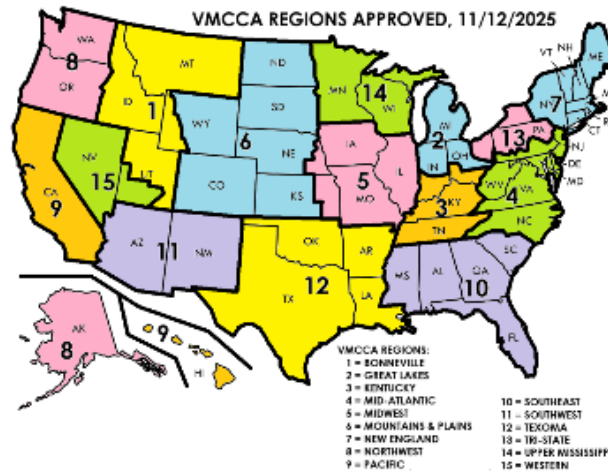 VMCCA REGIONS APPROVED, 11/12/2025
WA
8
OR
MT
ID
1
ND
MN
14
WI
SD
WY
6
NE
MI
2
IN
OH
VT
NH
ME
NY
7
CT
13
PA
NJ
DE
MD
NV
15
UT
CO
KS
IA
5
IL
MO
WV
VA
4
NC
KY
3
TN
CA
9
AZ
11
NM
OK
AR
TX
12
LA
MS
AL
GA
SC
10
FL
AK
8
9
HI
VMCCA REGIONS:
1 = BONNEVILLE
2 = GREAT LAKES
3 = KENTUCKY
4 = MID-ATLANTIC
5 = MIDWEST
6 = MOUNTAINS & PLAINS
7 = NEW ENGLAND
8 = NORTHWEST
9 = PACIFIC
10 = SOUTHEAST
11 = SOUTHWEST
12 = TEXOMA
13 = TRI-STATE
14 = UPPER MISSISSIPP
15 = WESTERN